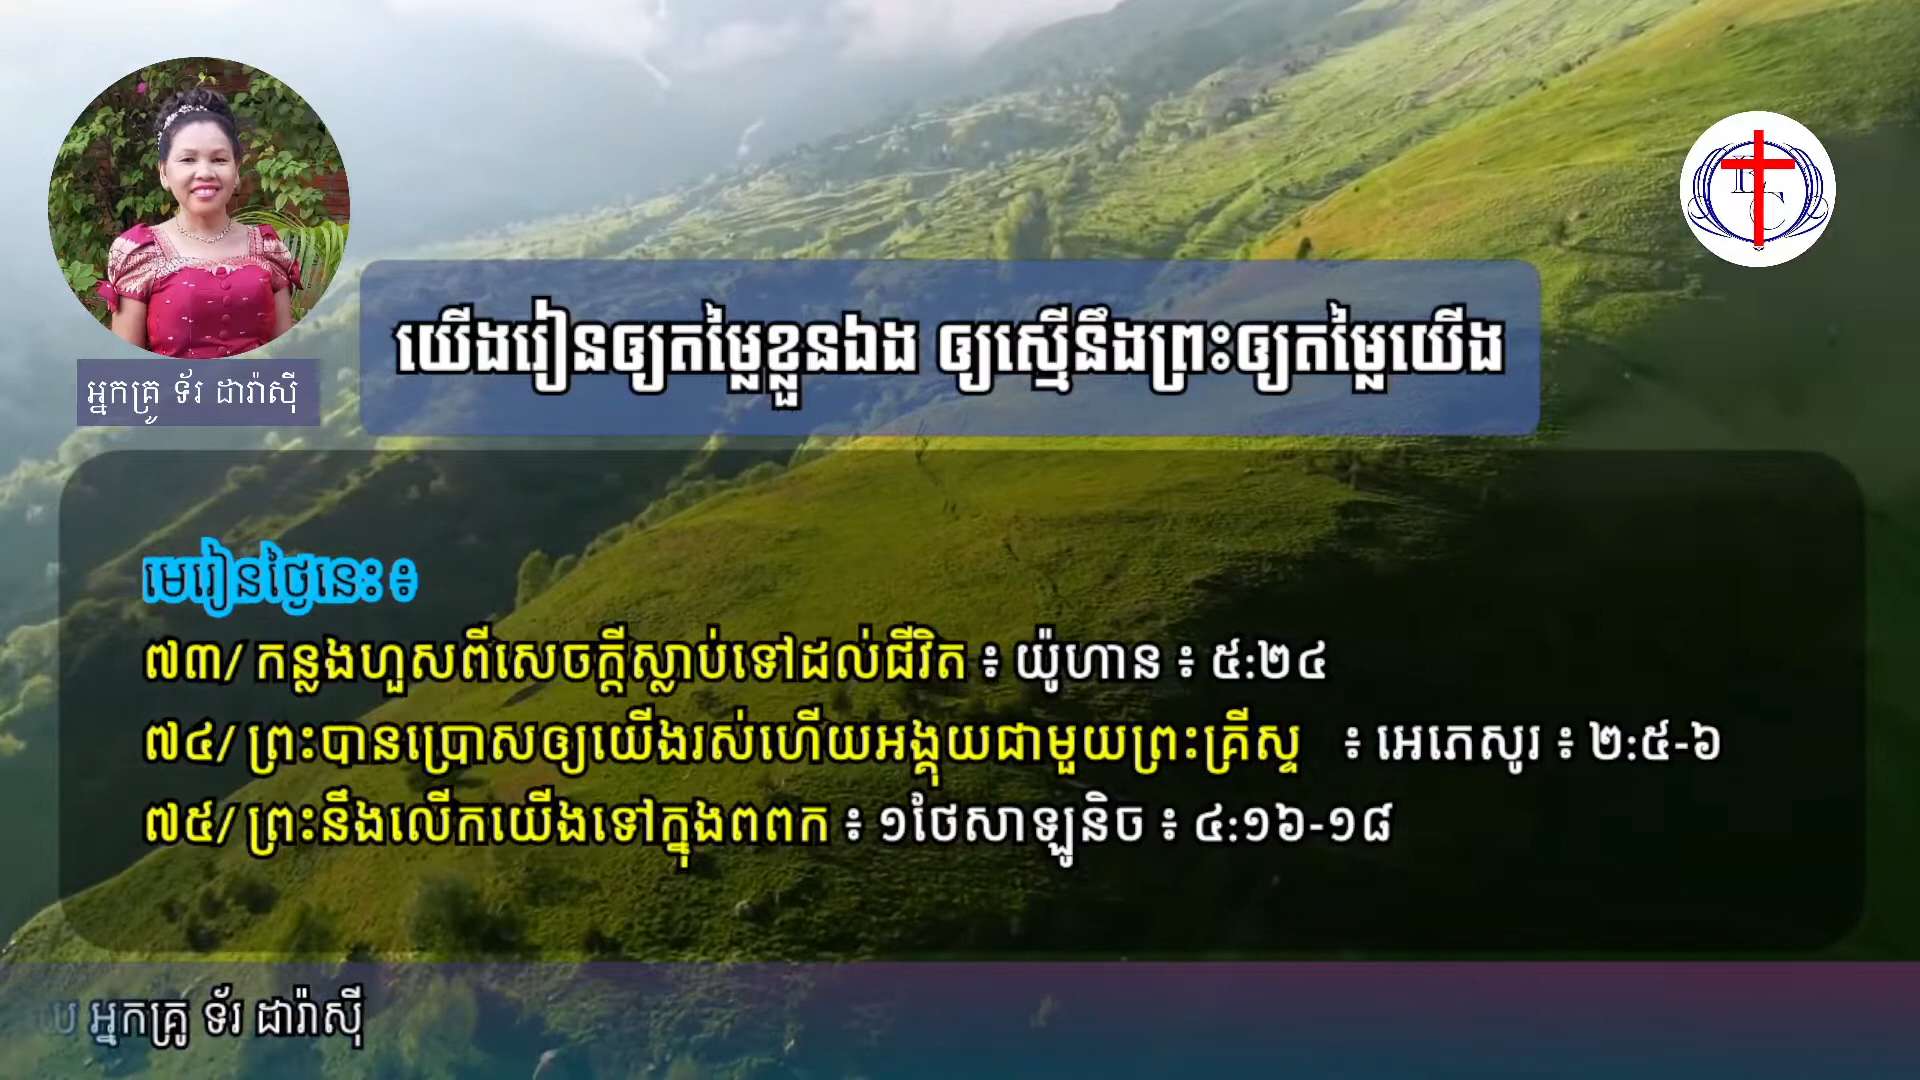 អ្នកគ្រូ ទ័រ ដារ៉ាស៊ី
យើងរៀនឲ្យតម្លៃខ្លួនឯង ឲ្យស្មើនឹងព្រះឲ្យតម្លៃយើង
មេរៀនថ្ងៃនេះ៖
៧៣/ កន្លងហួសពីសេចក្ដីស្លាប់ទៅដល់ជីវិត ៖ យ៉ូហាន ៖ ៥:២៤
៧៤/ ព្រះបានប្រោសឲ្យយើងរស់ហើយអង្គុយជាមួយព្រះគ្រីស្ទ ៖ អេភេសូរ ៖ ២:៥-៦
៧៥/ ព្រះនឹងលើកយើងទៅក្នុងពពក ៖ ១ថែសាឡូនិច ៖ ៤:១៦-១៨
អ្នកគ្រូ ទ័រ ដារ៉ាស៊ី